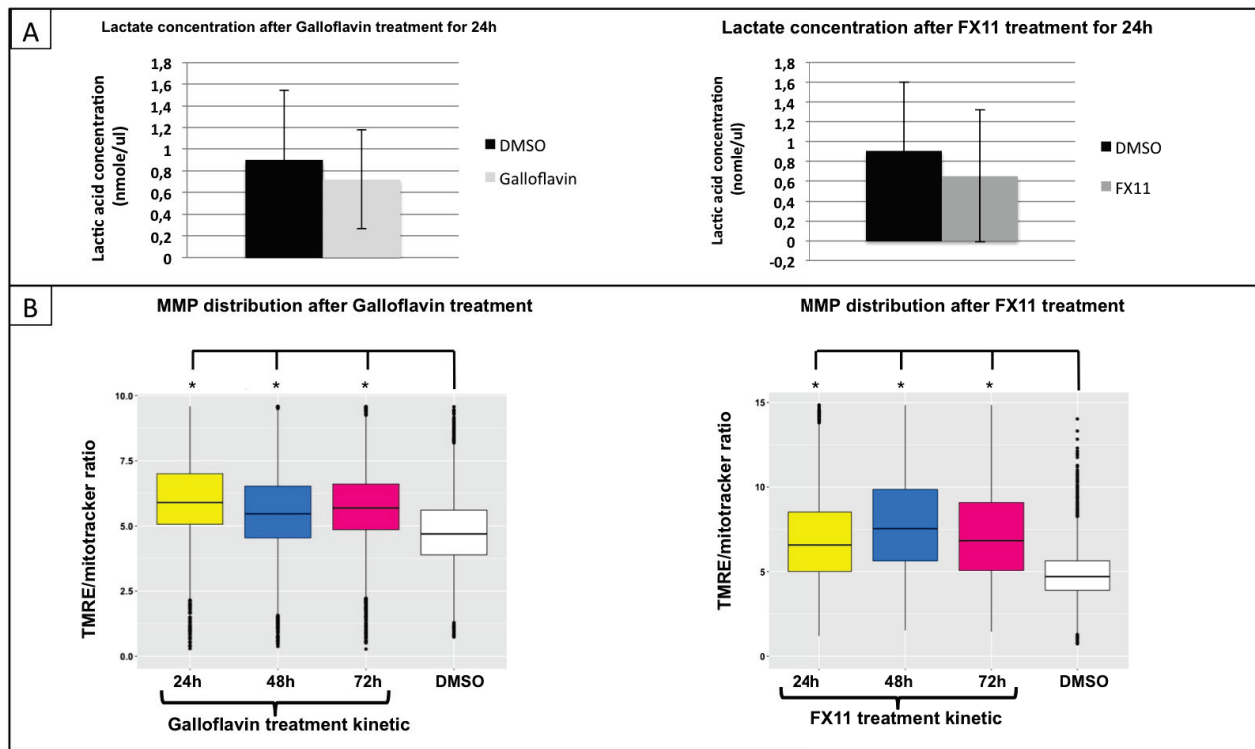 A
Lactate concentration after Galloflavin treatment for 24h
Lactic acid concentration
(nmole/ul)
1,8
1,6
1,4
1,2
1
0,8
0,6
0,4
0,2
0
DMSO
Galloflavin
Lactate concentration after FX11 treatment for 24h
Lactic acid concentration
(nomle/ul)
1,8
1,6
1,4
1,2
1
0,8
0,6
0,4
0,2
0
-0,2
DMSO
FX11
B
MMP distribution after Galloflavin treatment
* * *
TMRE/mitotracker ratio
10.0
7.5
5.0
2.5
0.0
24h 48h 72h DMSO
Galloflavin treatment kinetic
MMP distribution after FX11 treatment
* * *
TMRE/mitotracker ratio
15
10
5
0
24h 48h 72h DMSO
FX11 treatment kinetic